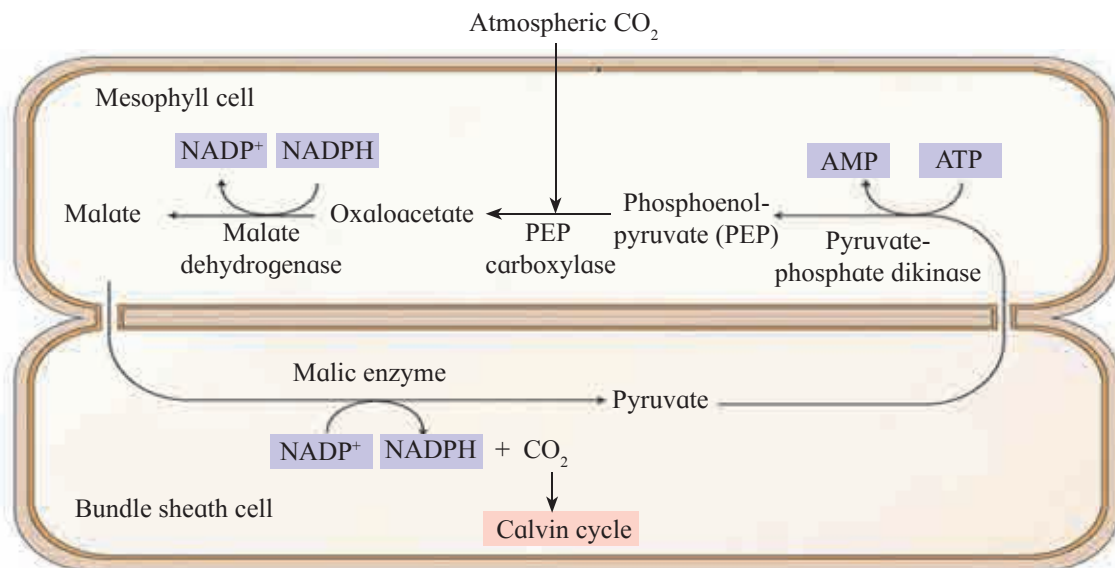 Atmospheric CO₂
Mesophyll cell
NADP⁺ NADPH
AMP ATP
Malate
Oxaloacetate
Phosphoenol-
pyruvate (PEP)
Malate
dehydrogenase
PEP
carboxylase
Pyruvate-
phosphate dikinase
Malic enzyme
Pyruvate
NADP⁺ NADPH + CO₂
Bundle sheath cell
Calvin cycle